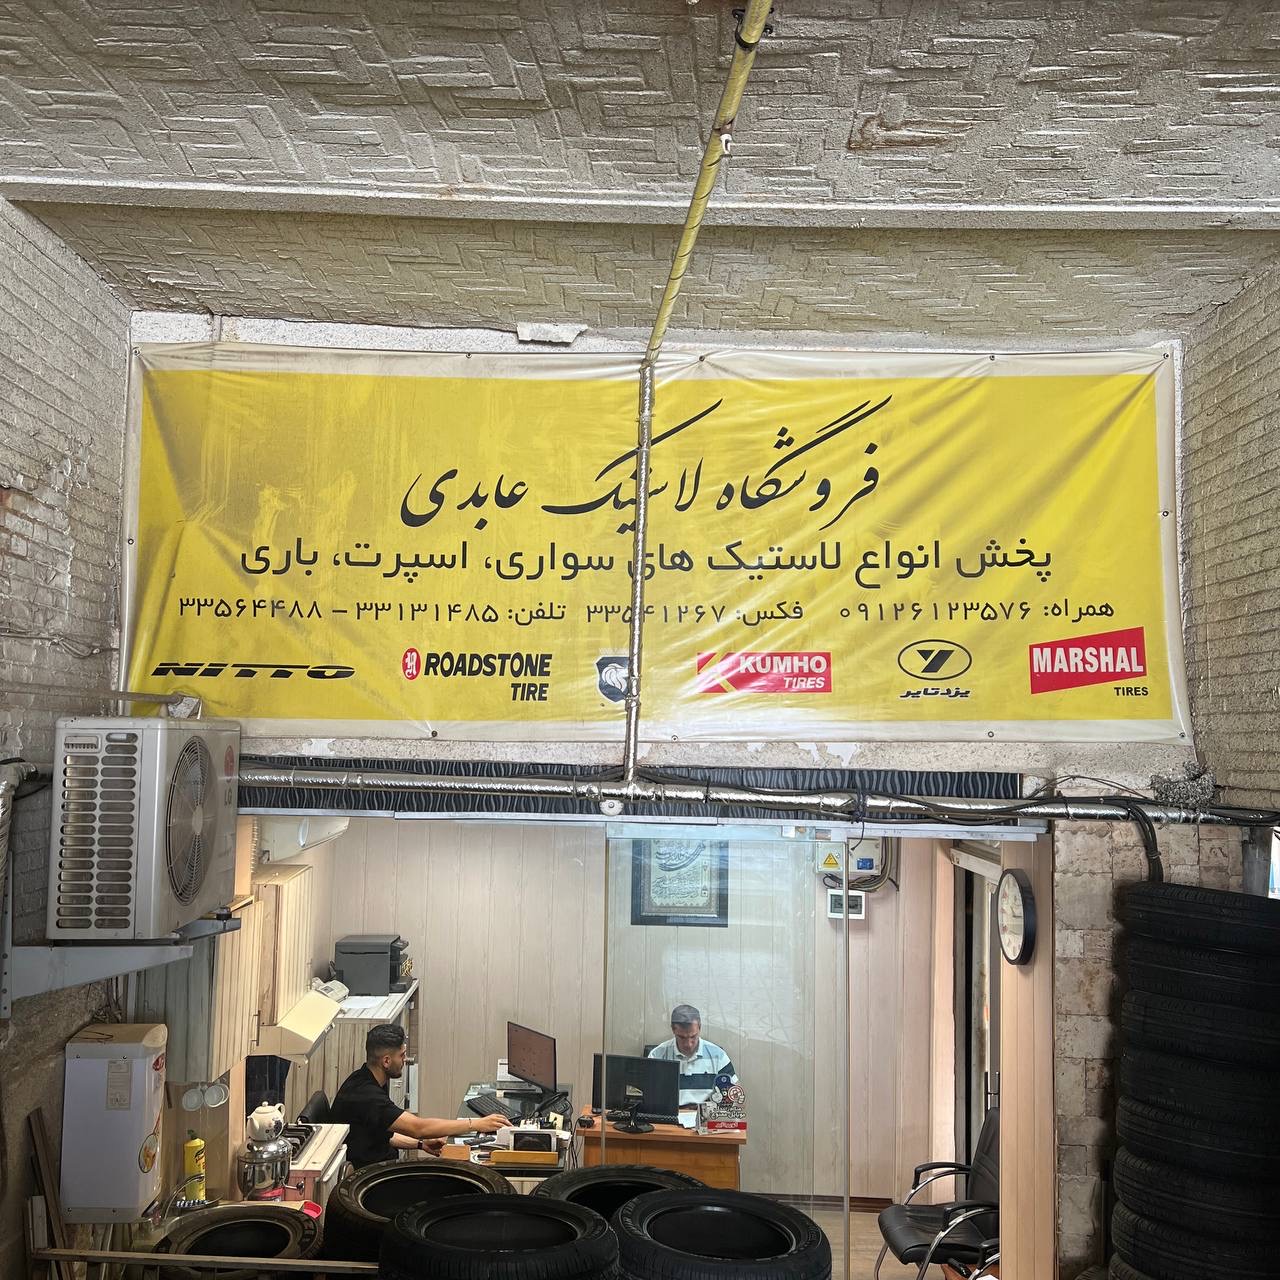 فروشگاه لاستیک عابدی
پخش انواع لاستیک های سواری، اسپرت، باری
همراه: ۰۹۱۲۶۱۲۳۵۷۶ فکس: ۳۳۵۴۱۲۶۷ تلفن: ۳۳۱۳۱۴۸۵ – ۳۳۵۶۴۴۸۸
NITTO
ROADSTONE
TIRE
KUMHO
TIRES
یزدتایر
MARSHAL
TIRES
LG